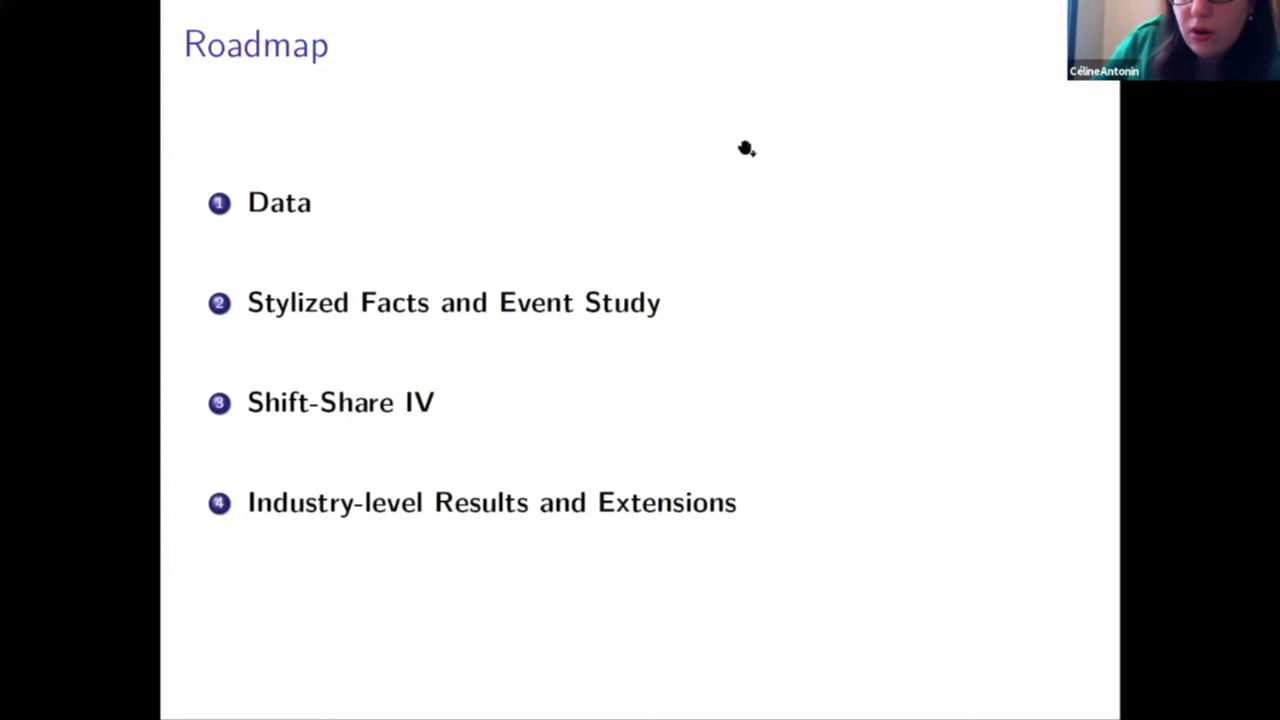 Roadmap
CélineAntonin
1 Data
2 Stylized Facts and Event Study
3 Shift-Share IV
4 Industry-level Results and Extensions